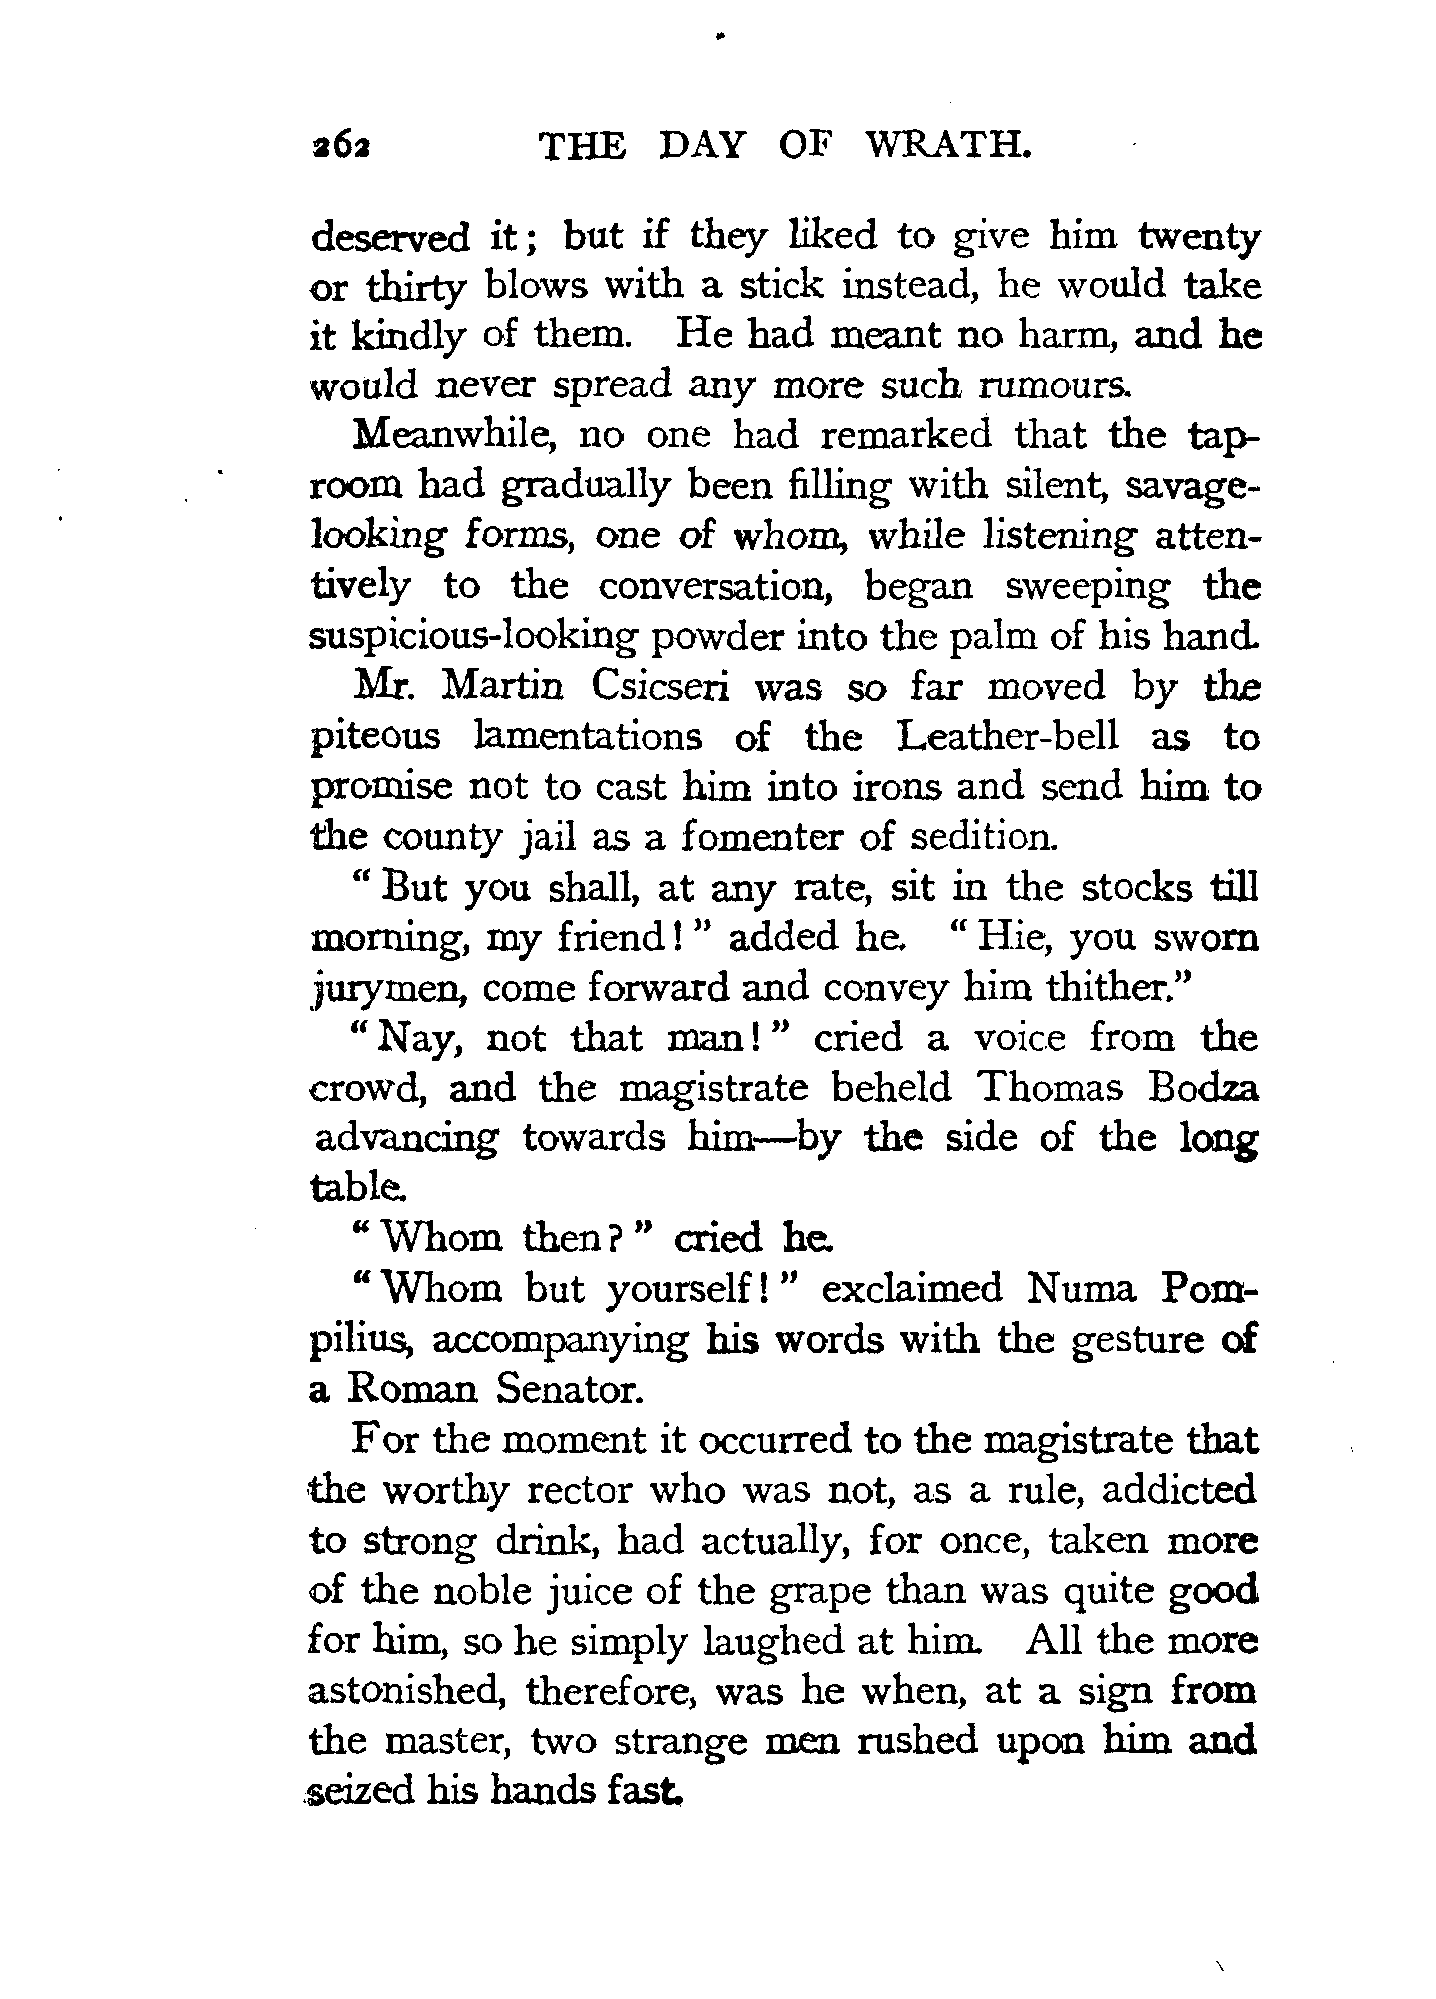 262 THE DAY OF WRATH.
deserved it; but if they liked to give him twenty
or thirty blows with a stick instead, he would take
it kindly of them. He had meant no harm, and he
would never spread any more such rumours.
Meanwhile, no one had remarked that the tap-
room had gradually been filling with silent, savage-
looking forms, one of whom, while listening atten-
tively to the conversation, began sweeping the
suspicious-looking powder into the palm of his hand.
Mr. Martin Csicseri was so far moved by the
piteous lamentations of the Leather-bell as to
promise not to cast him into irons and send him to
the county jail as a fomenter of sedition.
"But you shall, at any rate, sit in the stocks till
morning, my friend!" added he. "Hie, you sworn
jurymen, come forward and convey him thither."
"Nay, not that man!" cried a voice from the
crowd, and the magistrate beheld Thomas Bodza
advancing towards him—by the side of the long
table.
"Whom then?" cried he.
"Whom but yourself!" exclaimed Numa Pom-
pilius, accompanying his words with the gesture of
a Roman Senator.
For the moment it occurred to the magistrate that
the worthy rector who was not, as a rule, addicted
to strong drink, had actually, for once, taken more
of the noble juice of the grape than was quite good
for him, so he simply laughed at him. All the more
astonished, therefore, was he when, at a sign from
the master, two strange men rushed upon him and
seized his hands fast.